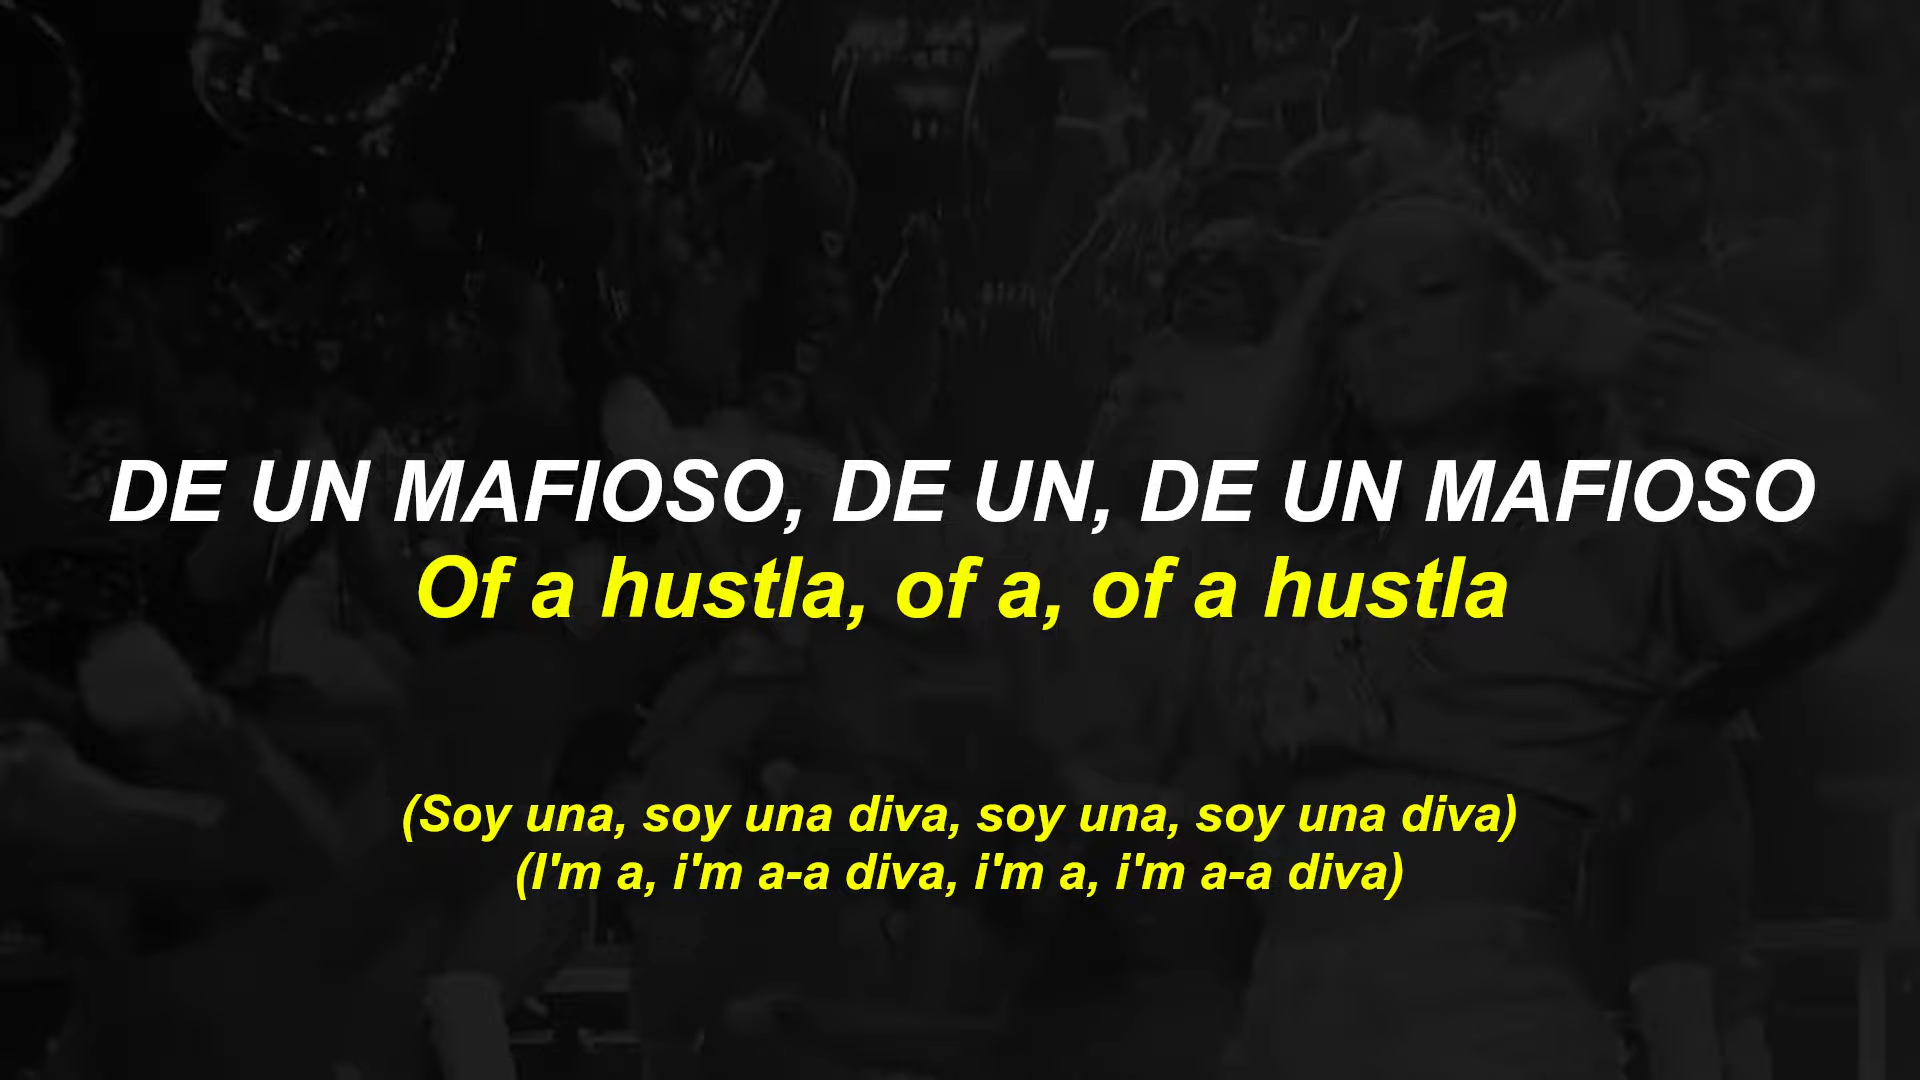 DE UN MAFIOSO, DE UN, DE UN MAFIOSO
Of a hustla, of a, of a hustla
(Soy una, soy una diva, soy una, soy una diva)
(I'm a, i'm a-a diva, i'm a, i'm a-a diva)